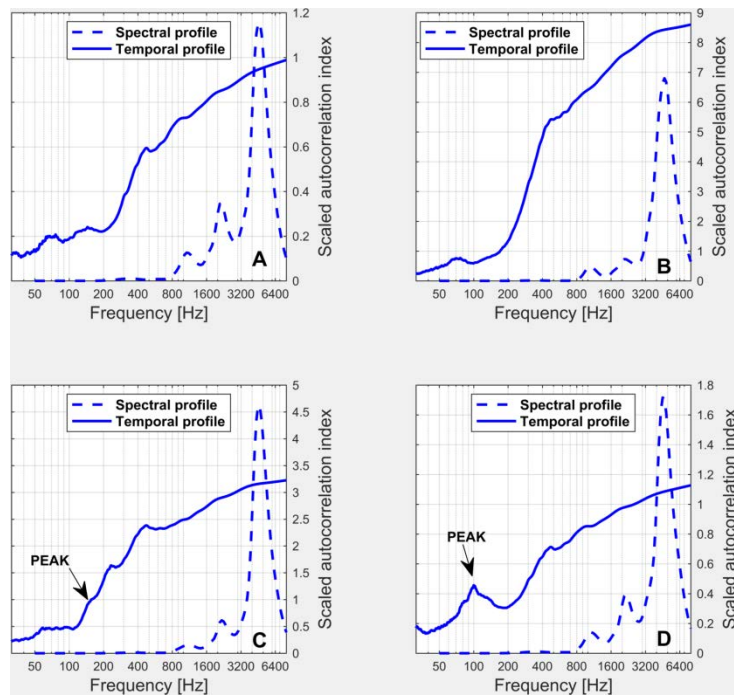 Spectral profile
Temporal profile
1.2
1
0.8
0.6
0.4
0.2
0
Scaled autocorrelation index
A
50 100 200 400 800 1600 3200 6400
Frequency [Hz]
Spectral profile
Temporal profile
9
8
7
6
5
4
3
2
1
0
Scaled autocorrelation index
B
50 100 200 400 800 1600 3200 6400
Frequency [Hz]
Spectral profile
Temporal profile
5
4.5
4
3.5
3
2.5
2
1.5
1
0.5
0
Scaled autocorrelation index
PEAK
C
50 100 200 400 800 1600 3200 6400
Frequency [Hz]
Spectral profile
Temporal profile
1.8
1.6
1.4
1.2
1
0.8
0.6
0.4
0.2
0
Scaled autocorrelation index
PEAK
D
50 100 200 400 800 1600 3200 6400
Frequency [Hz]